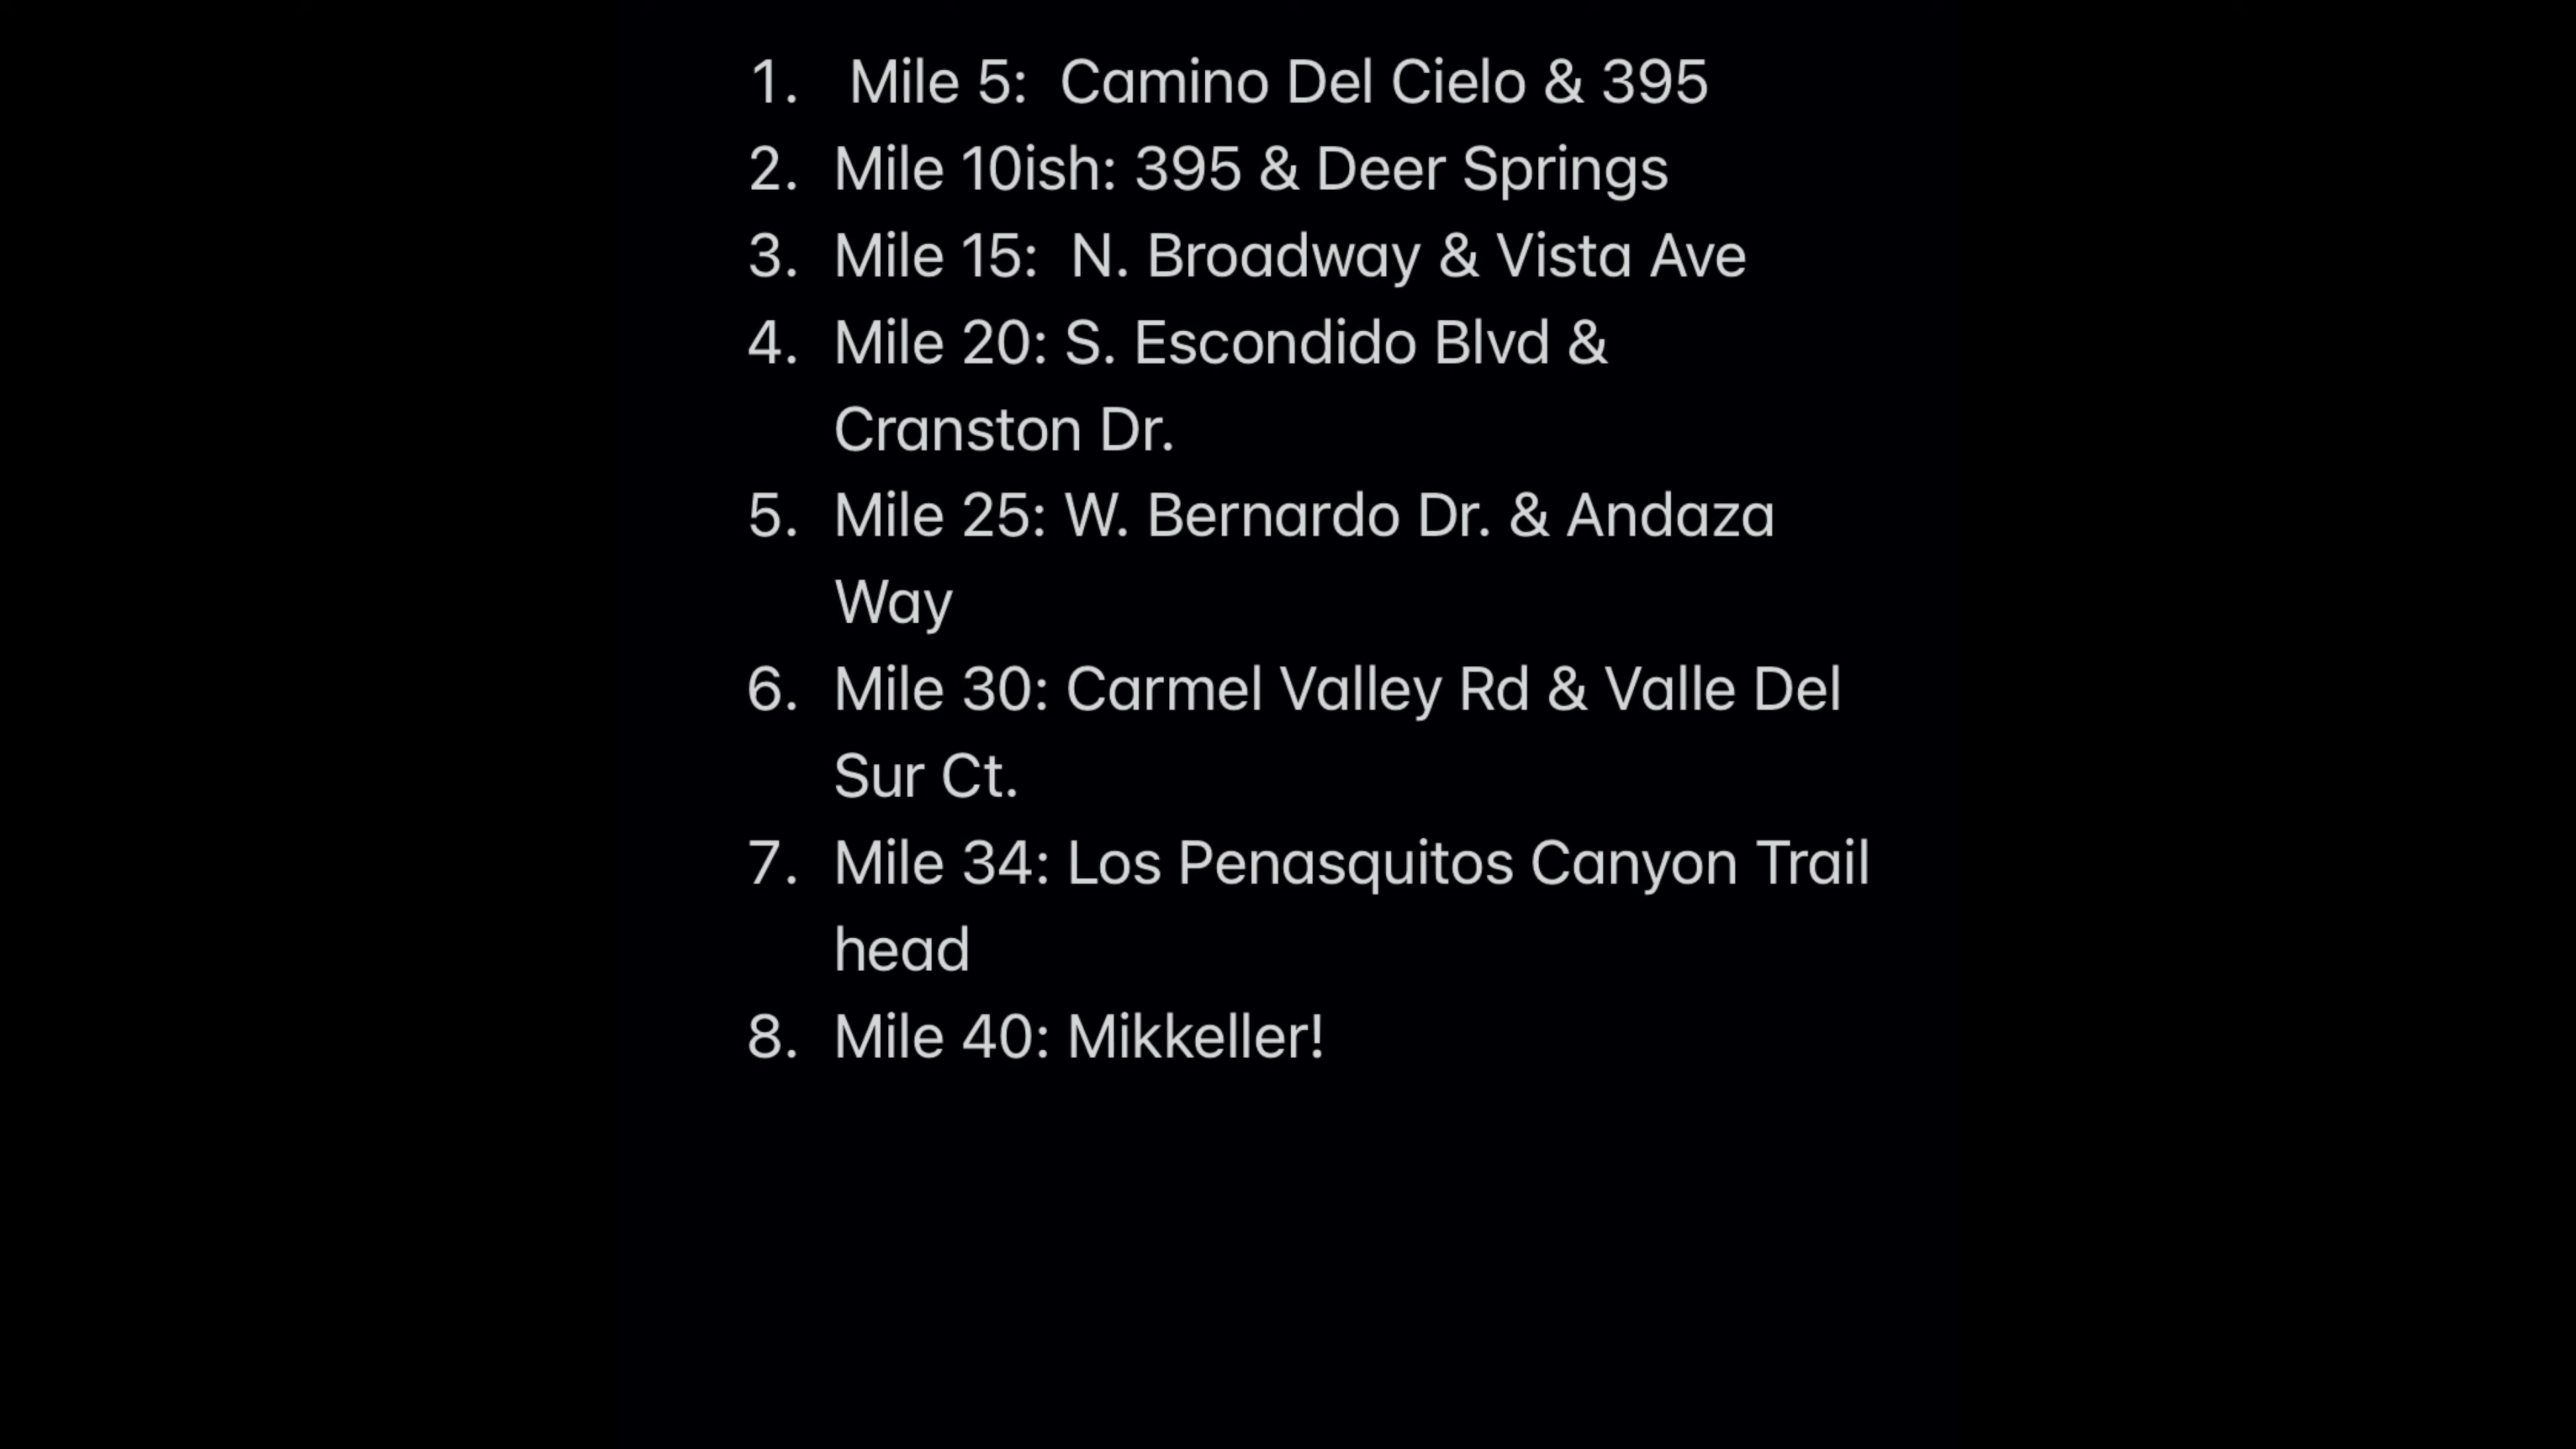 1. Mile 5: Camino Del Cielo & 395
2. Mile 10ish: 395 & Deer Springs
3. Mile 15: N. Broadway & Vista Ave
4. Mile 20: S. Escondido Blvd &
Cranston Dr.
5. Mile 25: W. Bernardo Dr. & Andaza
Way
6. Mile 30: Carmel Valley Rd & Valle Del
Sur Ct.
7. Mile 34: Los Penasquitos Canyon Trail
head
8. Mile 40: Mikkeller!